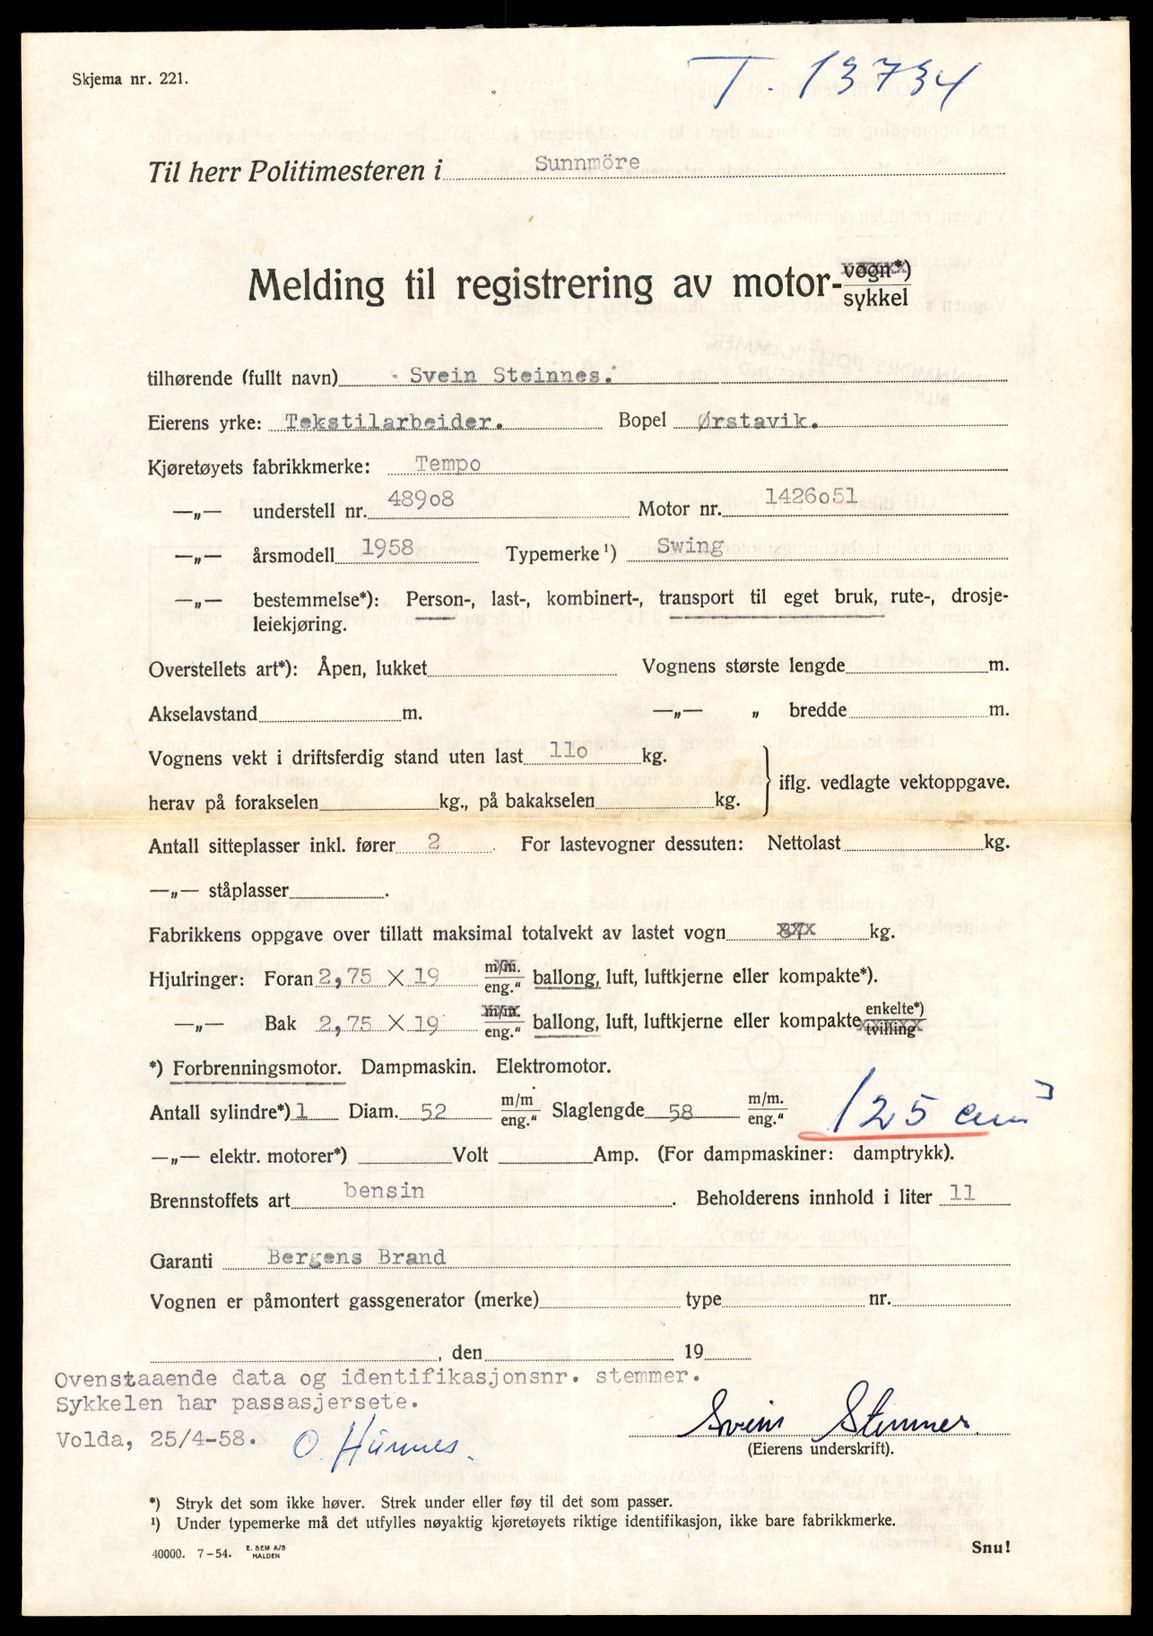 Skjema nr. 221.
T. 13734
Til herr Politimesteren i Sunnmöre
Melding til registrering av motor-vogn*) sykkel
tilhørende (fullt navn) Svein Steinnes.
Eierens yrke: Tekstilarbeider. Bopel Ørstavik.
Kjøretøyets fabrikkmerke: Tempo
—„— understell nr. 489o8 Motor nr. 1426o51
—„— årsmodell 1958 Typemerke¹) Swing
—„— bestemmelse*): Person-, last-, kombinert-, transport til eget bruk, rute-, drosje-
leiekjøring.
Overstellets art*): Åpen, lukket Vognens største lengde m.
Akselavstand m. —„— „ bredde m.
Vognens vekt i driftsferdig stand uten last 11o kg.
herav på forakselen kg., på bakakselen kg. iflg. vedlagte vektoppgave.
Antall sitteplasser inkl. fører 2 For lastevogner dessuten: Nettolast kg.
—„— ståplasser .
Fabrikkens oppgave over tillatt maksimal totalvekt av lastet vogn kg.
Hjulringer: Foran 2,75 X 19 m/m. eng.“ ballong, luft, luftkjerne eller kompakte*).
—„— Bak 2,75 X 19 m/m. eng.“ ballong, luft, luftkjerne eller kompakte enkelte*) tvilling
*) Forbrenningsmotor. Dampmaskin. Elektromotor.
Antall sylindre*) 1 Diam. 52 m/m eng.“ Slaglengde 58 m/m. eng.“ 125 cm³
—„— elektr. motorer*) Volt Amp. (For dampmaskiner: damptrykk).
Brennstoffets art bensin . Beholderens innhold i liter 11
Garanti Bergens Brand
Vognen er påmontert gassgenerator (merke) type nr.
, den 19
Ovenstaaende data og identifikasjonsnr. stemmer.
Sykkelen har passasjersete.
Volda, 25/4-58. O. Hunnes.
Svein Steinnes.
(Eierens underskrift).
*) Stryk det som ikke høver. Strek under eller føy til det som passer.
¹) Under typemerke må det utfylles nøyaktig kjøretøyets riktige identifikasjon, ikke bare fabrikkmerke.
40000. 7-54. E. SEM A/S HALDEN
Snu!